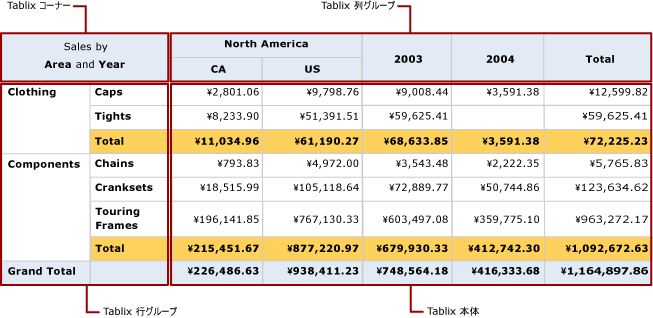 Tablix コーナー Tablix 列グループ
Sales by
Area and Year
North America 2003 2004 Total
CA US
Clothing Caps ¥2,801.06 ¥9,798.76 ¥9,008.44 ¥3,591.38 ¥12,599.82
Tights ¥8,233.90 ¥51,391.51 ¥59,625.41 ¥59,625.41
Total ¥11,034.96 ¥61,190.27 ¥68,633.85 ¥3,591.38 ¥72,225.23
Components Chains ¥793.83 ¥4,972.00 ¥3,543.48 ¥2,222.35 ¥5,765.83
Cranksets ¥18,515.99 ¥105,118.64 ¥72,889.77 ¥50,744.86 ¥123,634.62
Touring
Frames ¥196,141.85 ¥767,130.33 ¥603,497.08 ¥359,775.10 ¥963,272.17
Total ¥215,451.67 ¥877,220.97 ¥679,930.33 ¥412,742.30 ¥1,092,672.63
Grand Total ¥226,486.63 ¥938,411.23 ¥748,564.18 ¥416,333.68 ¥1,164,897.86
Tablix 行グループ Tablix 本体